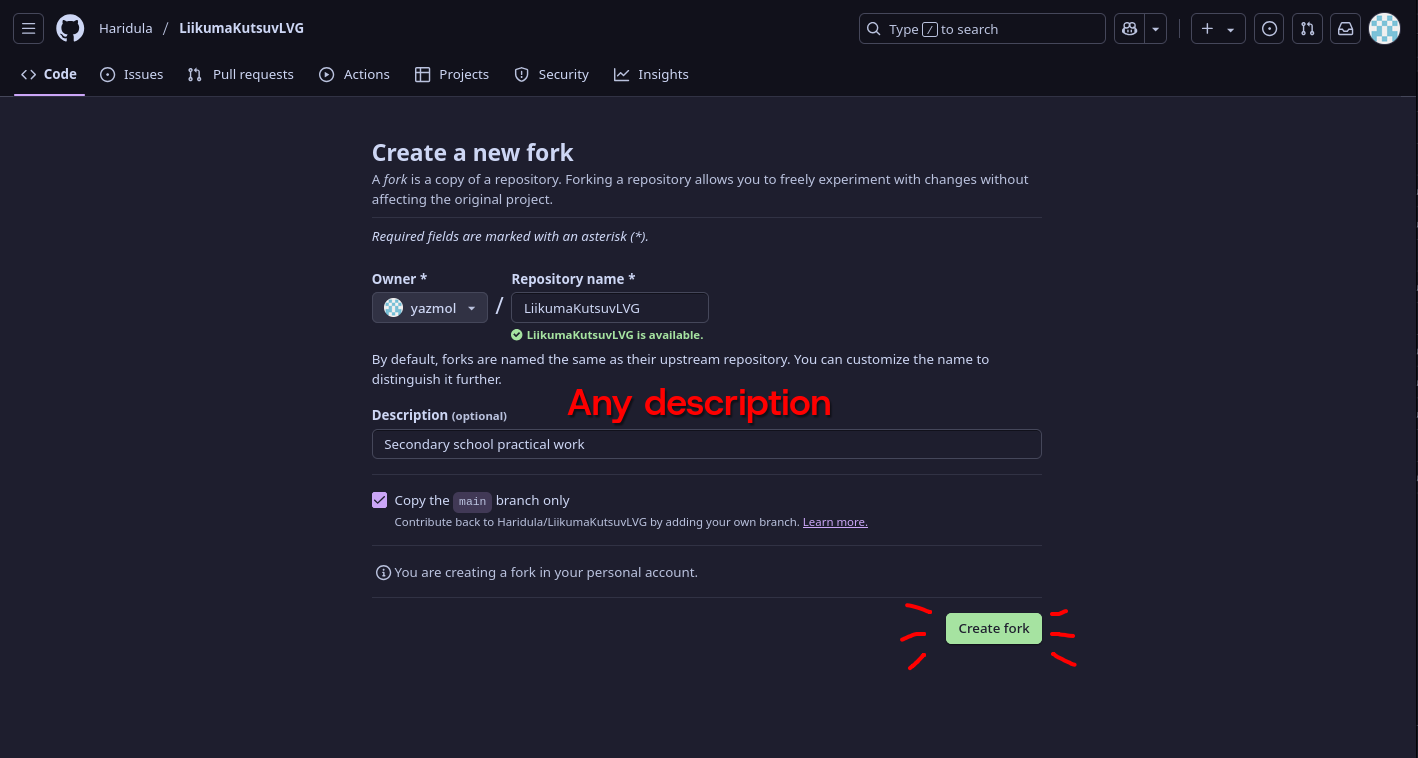 Haridula / LiikumaKutsuvLVG
Type / to search
Code Issues Pull requests Actions Projects Security Insights
Create a new fork
A fork is a copy of a repository. Forking a repository allows you to freely experiment with changes without
affecting the original project.
Required fields are marked with an asterisk (*).
Owner * Repository name *
yazmol / LiikumaKutsuvLVG
LiikumaKutsuvLVG is available.
By default, forks are named the same as their upstream repository. You can customize the name to
distinguish it further.
Any description
Description (optional)
Secondary school practical work
Copy the main branch only
Contribute back to Haridula/LiikumaKutsuvLVG by adding your own branch. Learn more.
You are creating a fork in your personal account.
Create fork